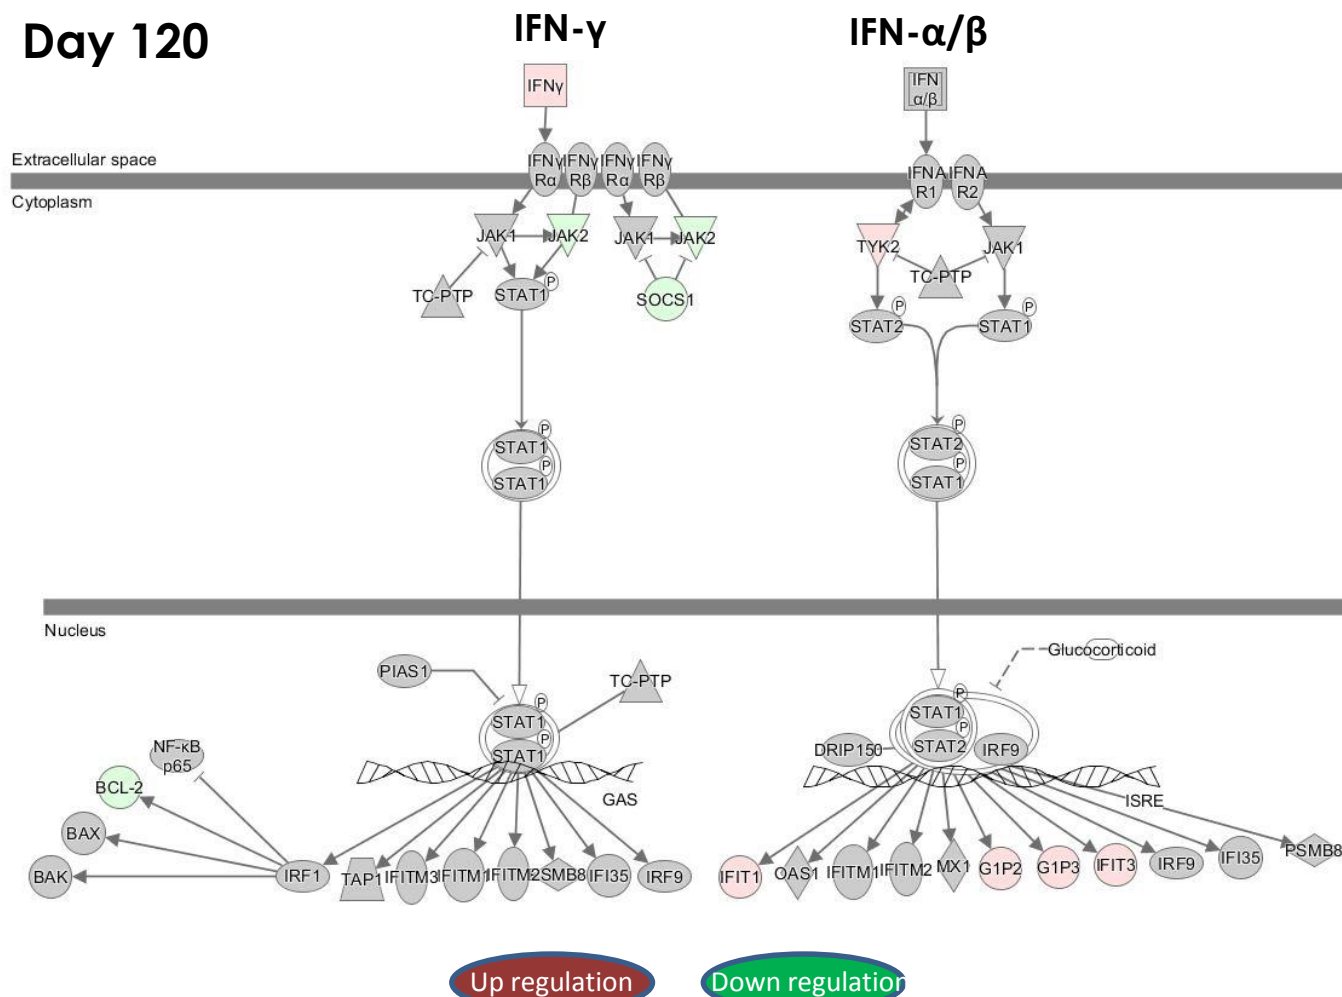 Day 120
IFN-γ
IFN-α/β
IFNγ
IFN
α/β
Extracellular space
Cytoplasm
IFNγ
Rα
IFNγ
Rβ
IFNγ
Rα
IFNγ
Rβ
IFNA
R1
IFNA
R2
JAK1
JAK2
JAK1
JAK2
TYK2
JAK1
TC-PTP
STAT1
P
SOCS1
TC-PTP
STAT2
P
STAT1
P
STAT1
P
STAT1
P
STAT2
P
STAT1
P
Nucleus
PIAS1
TC-PTP
Glucocorticoid
STAT1
P
STAT1
P
STAT1
P
STAT2
P
IRF9
DRIP150
NF-κB
p65
BCL-2
GAS
ISRE
BAX
BAK
IRF1
TAP1
IFITM3
IFITM1
IFITM2
SMB8
IFI35
IRF9
IFIT1
OAS1
IFITM1
IFITM2
MX1
G1P2
G1P3
IFIT3
IRF9
IFI35
PSMB8
Up regulation
Down regulation